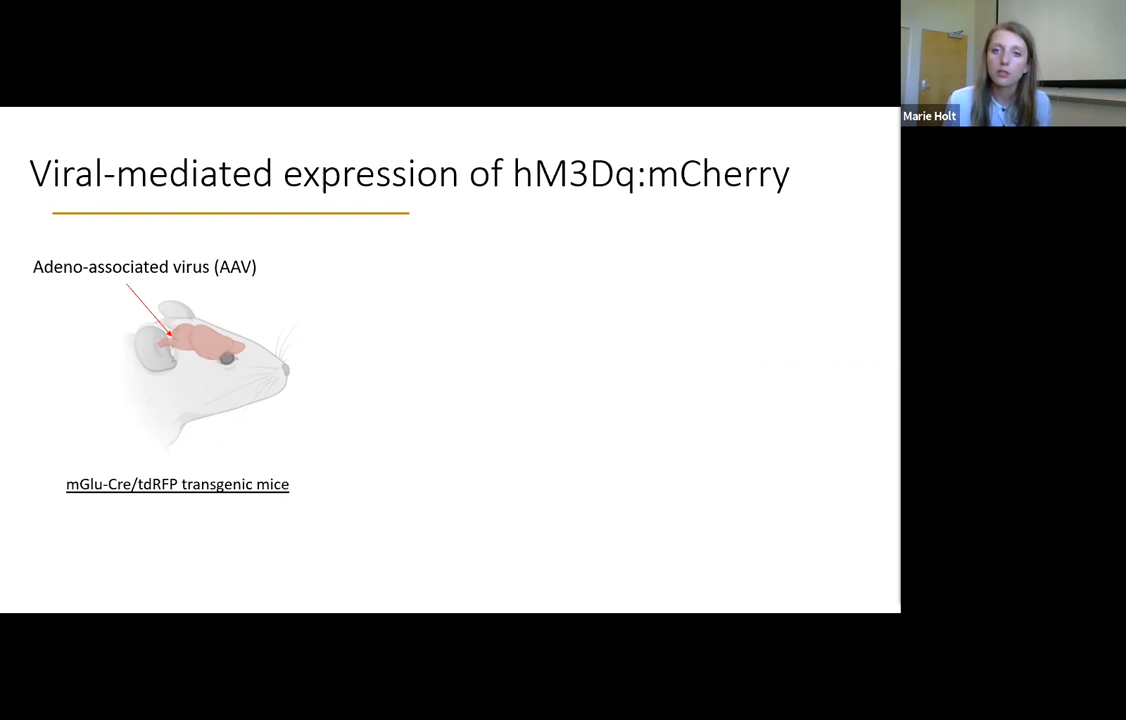 Viral-mediated expression of hM3Dq:mCherry
Adeno-associated virus (AAV)
mGlu-Cre/tdRFP transgenic mice
Marie Holt